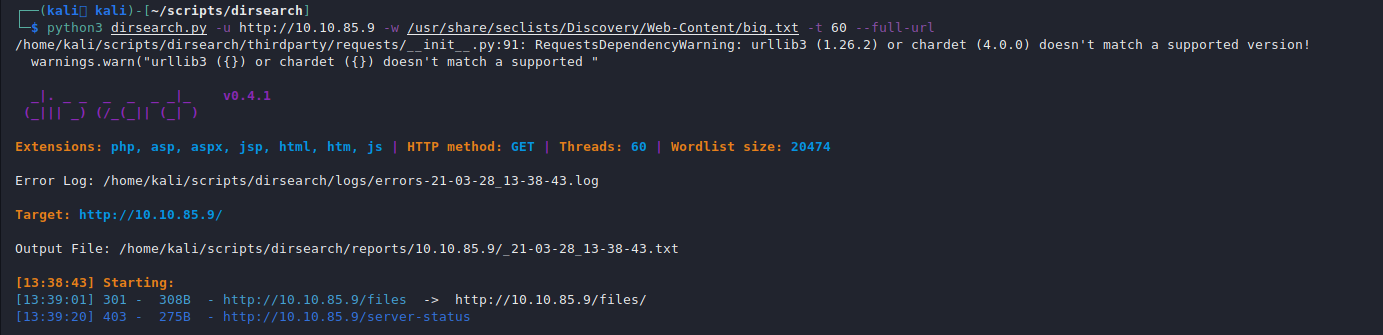 ┌──(kali㉿kali)-[~/scripts/dirsearch]
└─$ python3 dirsearch.py -u http://10.10.85.9 -w /usr/share/seclists/Discovery/Web-Content/big.txt -t 60 --full-url
/home/kali/scripts/dirsearch/thirdparty/requests/__init__.py:91: RequestsDependencyWarning: urllib3 (1.26.2) or chardet (4.0.0) doesn't match a supported version!
  warnings.warn("urllib3 ({}) or chardet ({}) doesn't match a supported "
  _|. _ _  _  _  _ _|_    v0.4.1
 (_||| _) (/_(_|| (_| )
Extensions: php, asp, aspx, jsp, html, htm, js | HTTP method: GET | Threads: 60 | Wordlist size: 20474
Error Log: /home/kali/scripts/dirsearch/logs/errors-21-03-28_13-38-43.log
Target: http://10.10.85.9/
Output File: /home/kali/scripts/dirsearch/reports/10.10.85.9/_21-03-28_13-38-43.txt
[13:38:43] Starting:
[13:39:01] 301 -  308B  - http://10.10.85.9/files  ->  http://10.10.85.9/files/
[13:39:20] 403 -  275B  - http://10.10.85.9/server-status